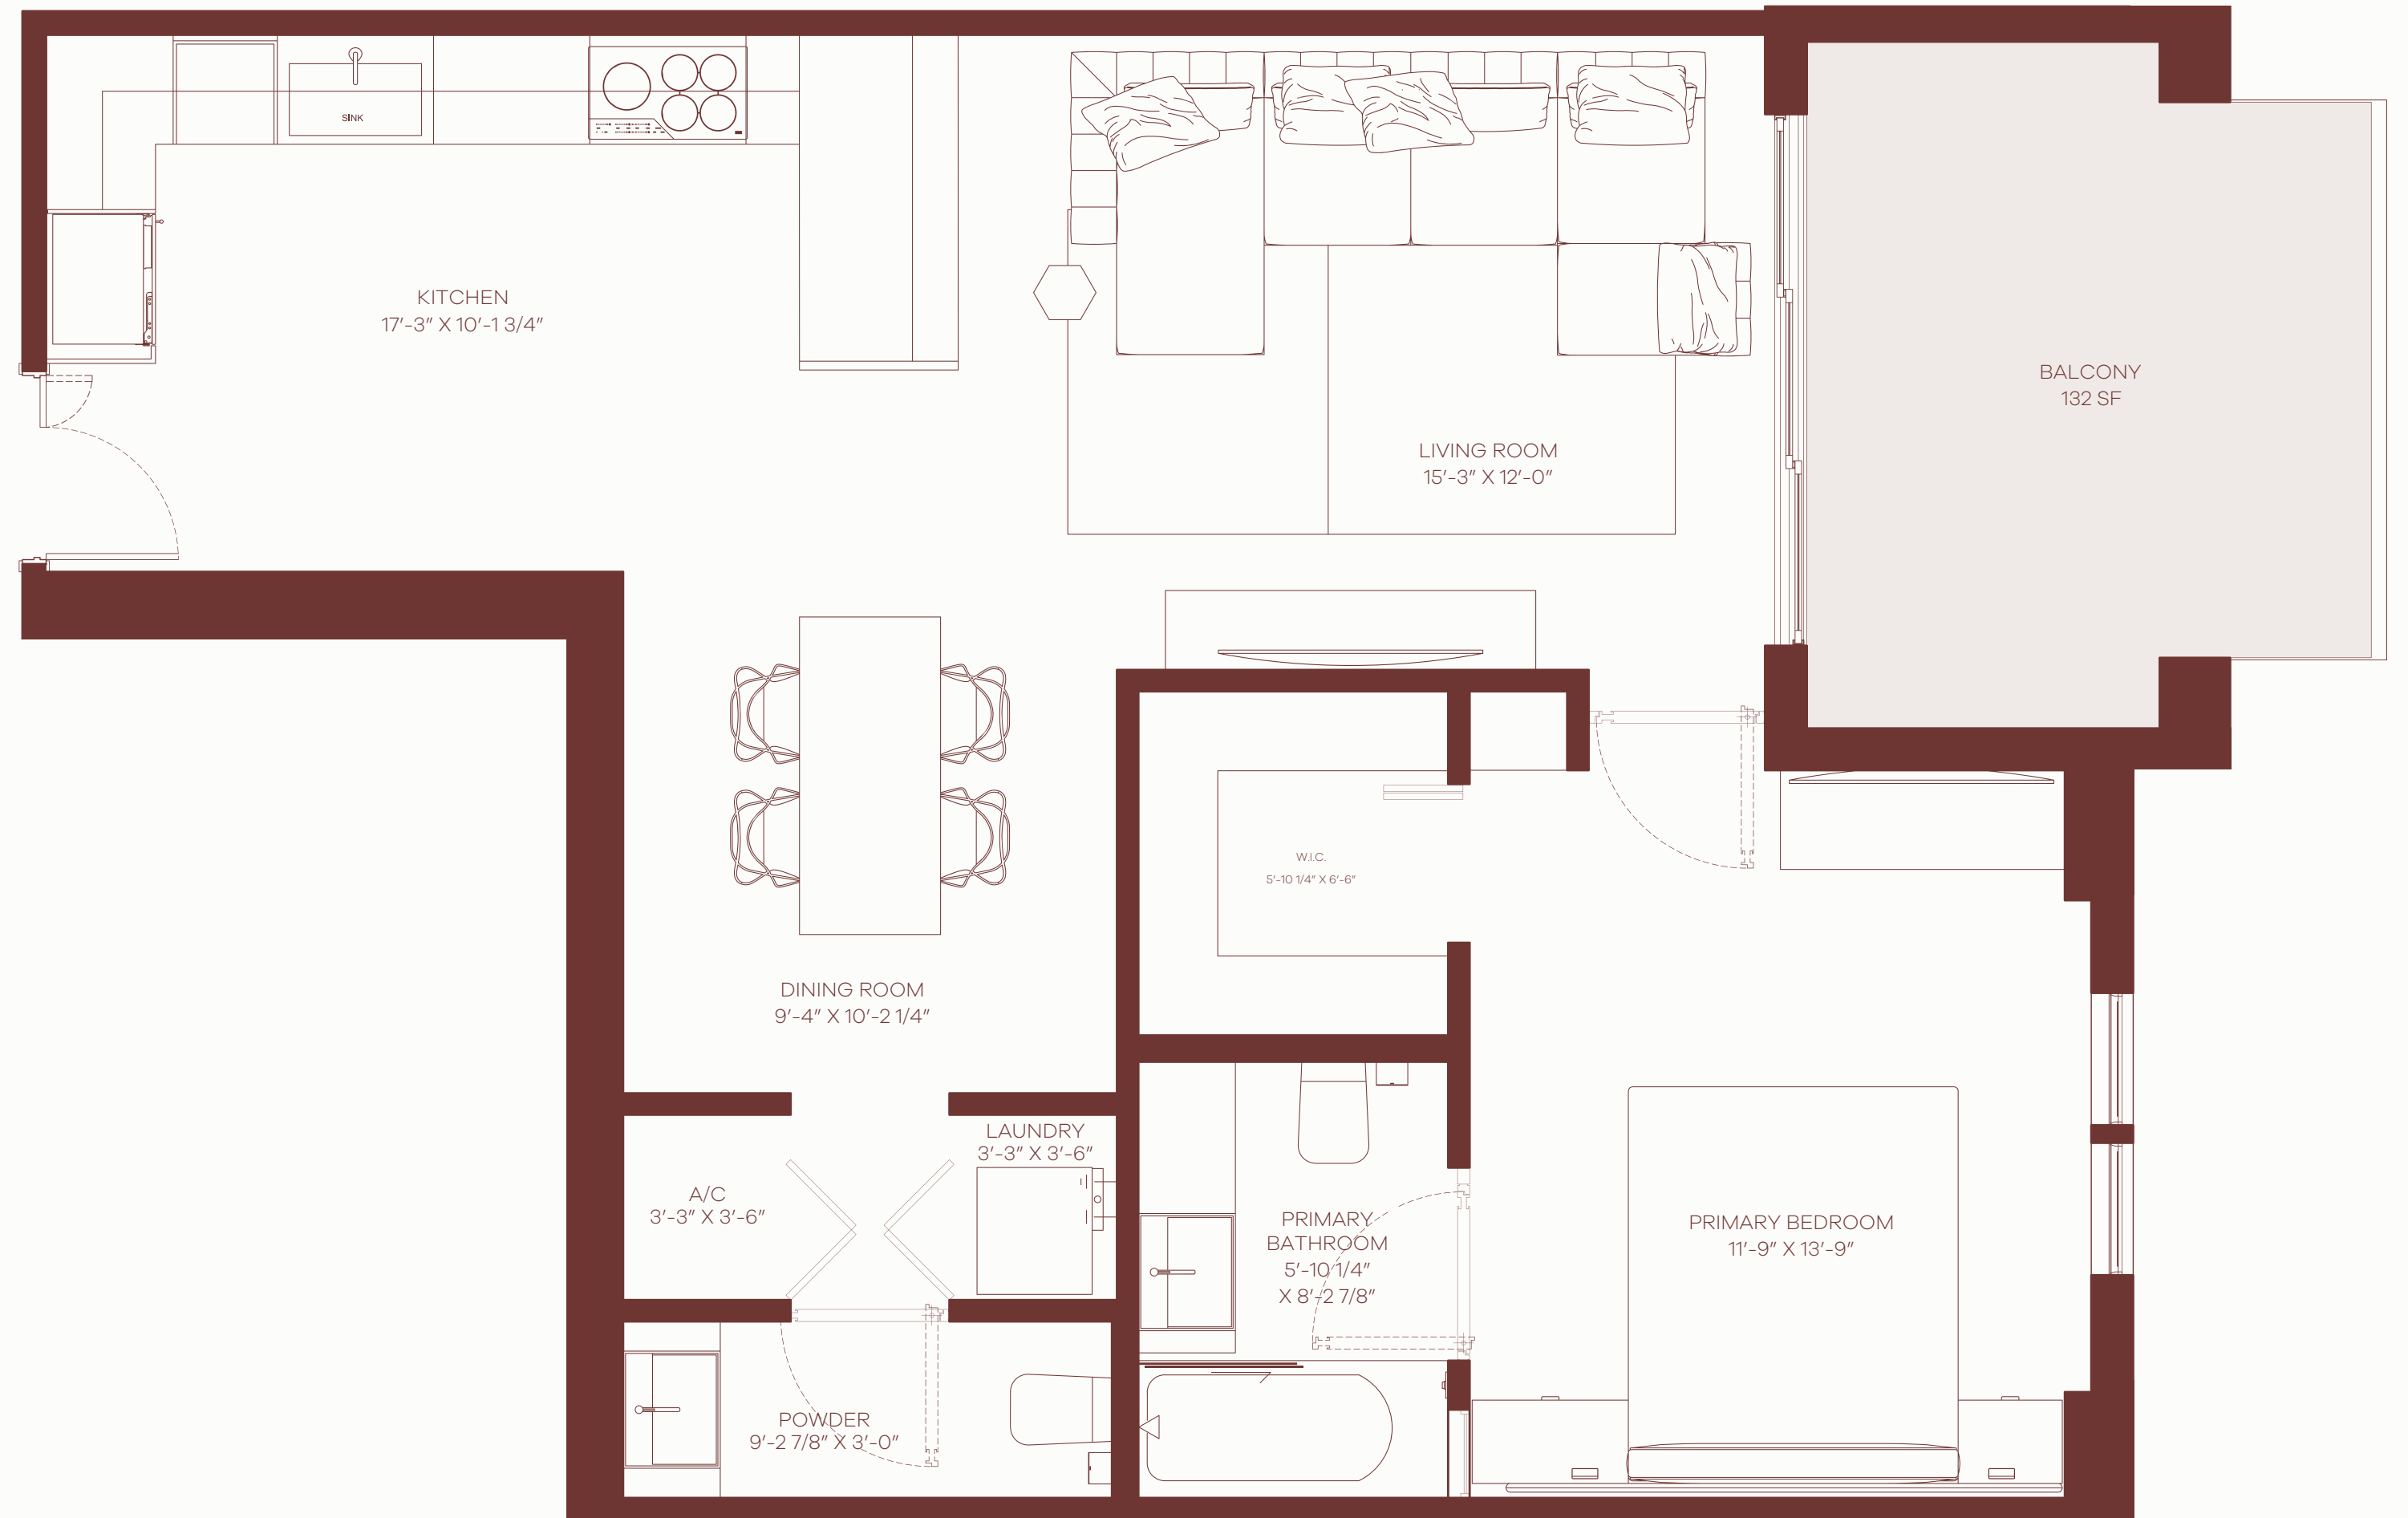 SINK
KITCHEN
17'-3" X 10'-1 3/4"
BALCONY
132 SF
LIVING ROOM
15'-3" X 12'-0"
W.I.C.
5'-10 1/4" X 6'-6"
DINING ROOM
9'-4" X 10'-2 1/4"
LAUNDRY
3'-3" X 3'-6"
A/C
3'-3" X 3'-6"
PRIMARY
BATHROOM
5'-10 1/4"
X 8'-2 7/8"
PRIMARY BEDROOM
11'-9" X 13'-9"
POWDER
9'-2 7/8" X 3'-0"